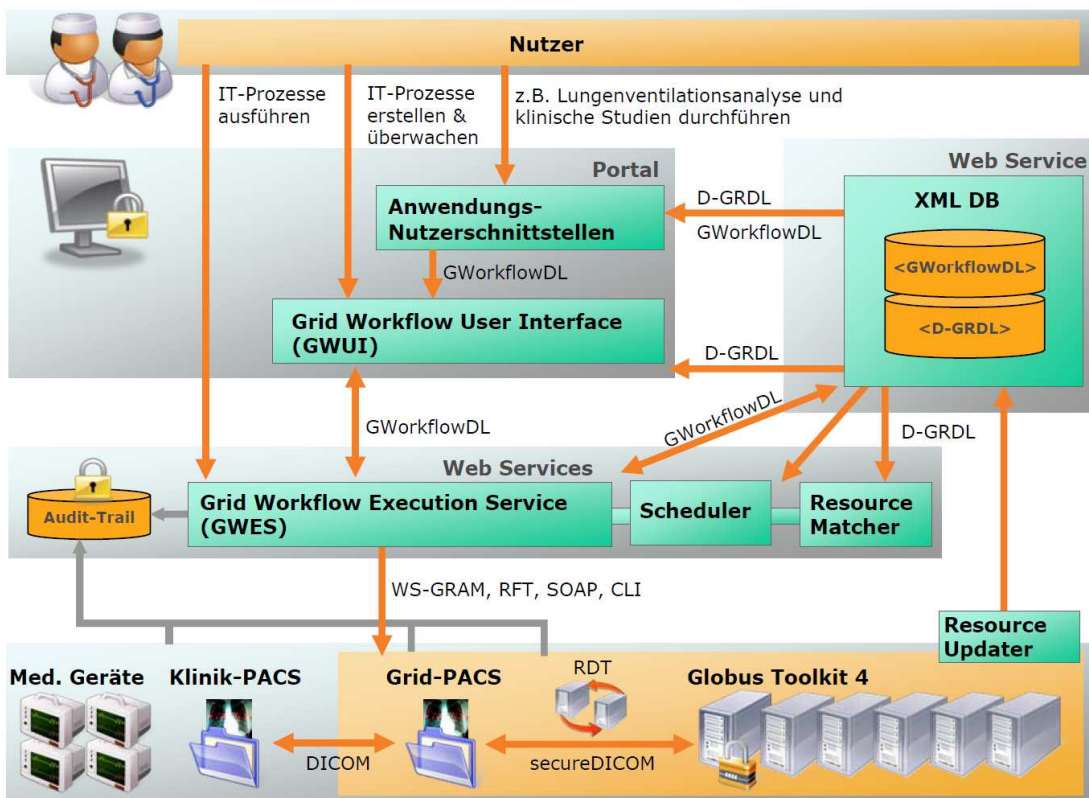 Nutzer
IT-Prozesse
ausführen
IT-Prozesse
erstellen &
überwachen
z.B. Lungenventilationsanalyse und
klinische Studien durchführen
Portal
Web Service
Anwendungs-
Nutzerschnittstellen
D-GRDL
GWorkflowDL
XML DB
<GWorkflowDL>
<D-GRDL>
GWorkflowDL
Grid Workflow User Interface
(GWUI)
D-GRDL
GWorkflowDL
GWorkflowDL
D-GRDL
Web Services
Audit-Trail
Grid Workflow Execution Service
(GWES)
Scheduler
Resource
Matcher
WS-GRAM, RFT, SOAP, CLI
Resource
Updater
Med. Geräte
Klinik-PACS
Grid-PACS
RDT
Globus Toolkit 4
DICOM
secureDICOM